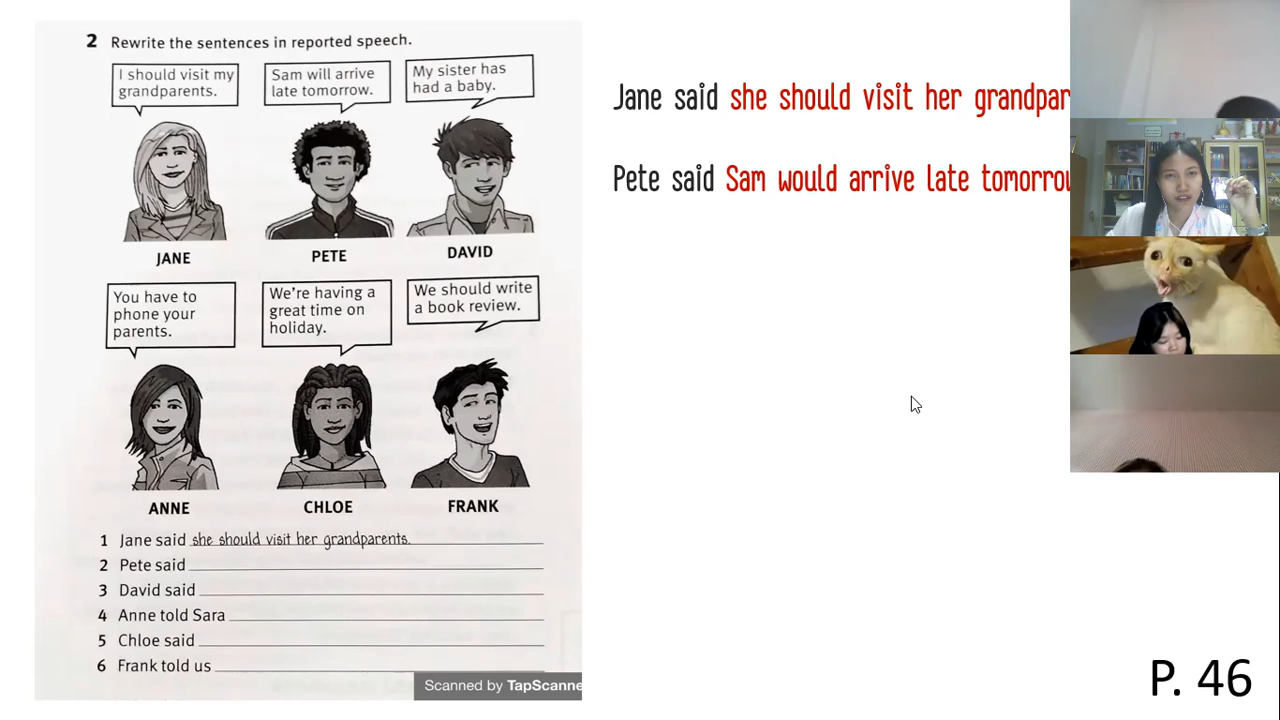 2 Rewrite the sentences in reported speech.
I should visit my
grandparents.
Sam will arrive
late tomorrow.
My sister has
had a baby.
JANE
PETE
DAVID
You have to
phone your
parents.
We're having a
great time on
holiday.
We should write
a book review.
ANNE
CHLOE
FRANK
1 Jane said she should visit her grandparents.
2 Pete said
3 David said
4 Anne told Sara
5 Chloe said
6 Frank told us
Scanned by TapScanne
Jane said she should visit her grandpar
Pete said Sam would arrive late tomorrow
P. 46